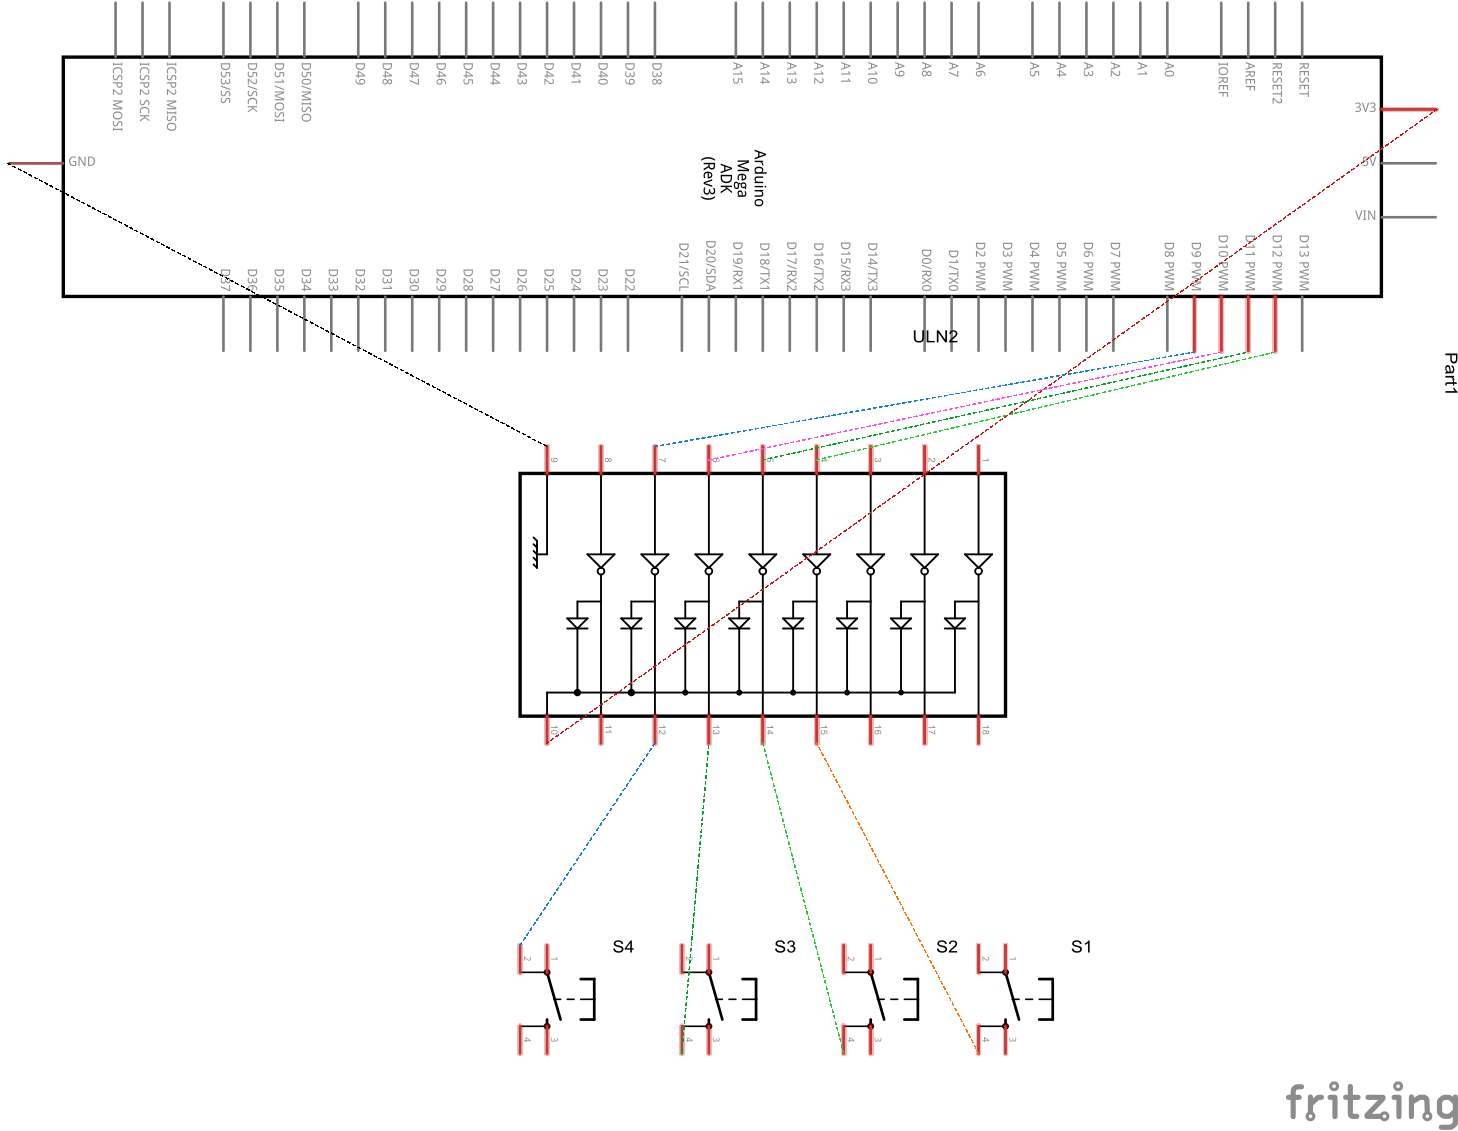 ICSP2 MOSI
ICSP2 SCK
ICSP2 MISO
D53/SS
D52/SCK
D51/MOSI
D50/MISO
D49
D48
D47
D46
D45
D44
D43
D42
D41
D40
D39
D38
A15
A14
A13
A12
A11
A10
A9
A8
A7
A6
A5
A4
A3
A2
A1
A0
IOREF
AREF
RESET2
RESET
3V3
5V
VIN
GND
Arduino
Mega
ADK
(Rev3)
D37
D36
D35
D34
D33
D32
D31
D30
D29
D28
D27
D26
D25
D24
D23
D22
D21/SCL
D20/SDA
D19/RX1
D18/TX1
D17/RX2
D16/TX2
D15/RX3
D14/TX3
D0/RX0
D1/TX0
D2 PWM
D3 PWM
D4 PWM
D5 PWM
D6 PWM
D7 PWM
D8 PWM
D9 PWM
D10 PWM
D11 PWM
D12 PWM
D13 PWM
ULN2
Part1
9
8
7
6
5
4
3
2
1
10
11
12
13
14
15
16
17
18
S4
S3
S2
S1
2
1
1
2
1
2
1
4
3
4
3
4
3
4
3
fritzing